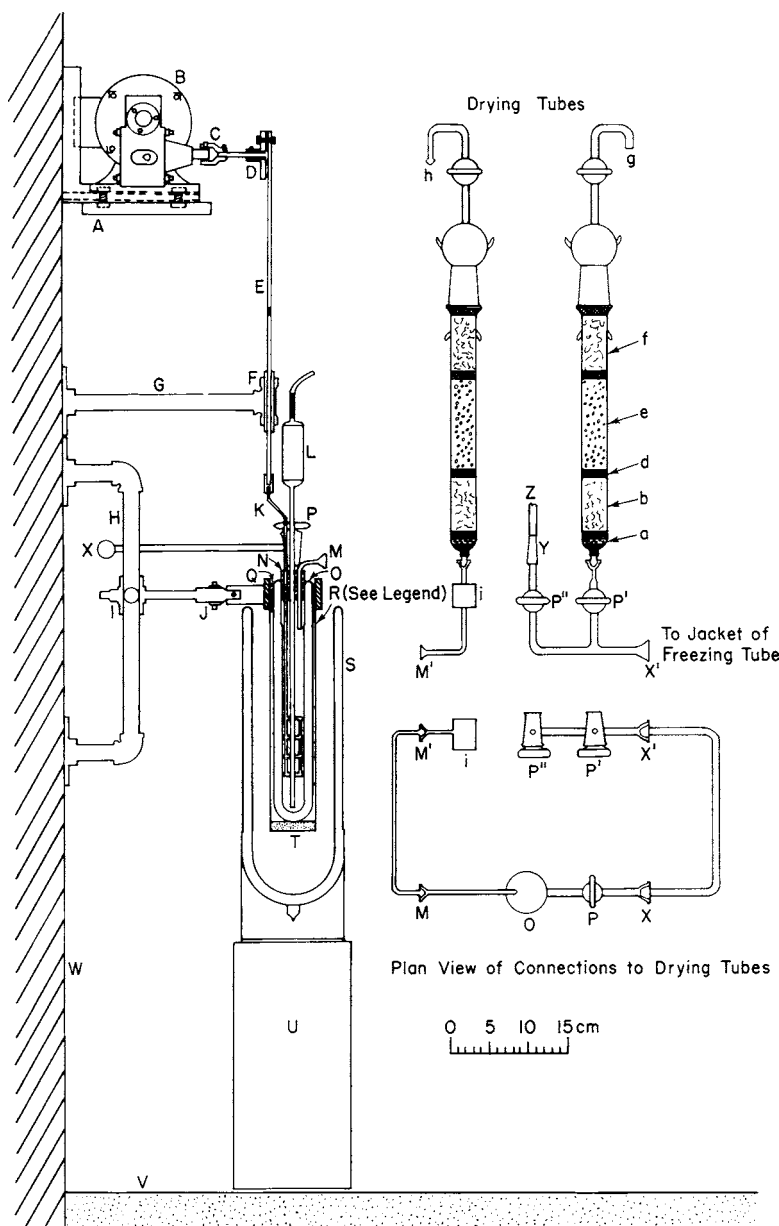 B
C
Drying Tubes
h
g
D
A
E
f
F
G
e
L
d
Z
b
K
P
Y
a
H
X
N
M
Q
O
i
P"
P'
R (See Legend)
I
J
To Jacket of
Freezing Tube
M'
X'
S
M'
i
P"
P'
X'
T
M
O
P
X
W
Plan View of Connections to Drying Tubes
U
0 5 10 15 cm
V